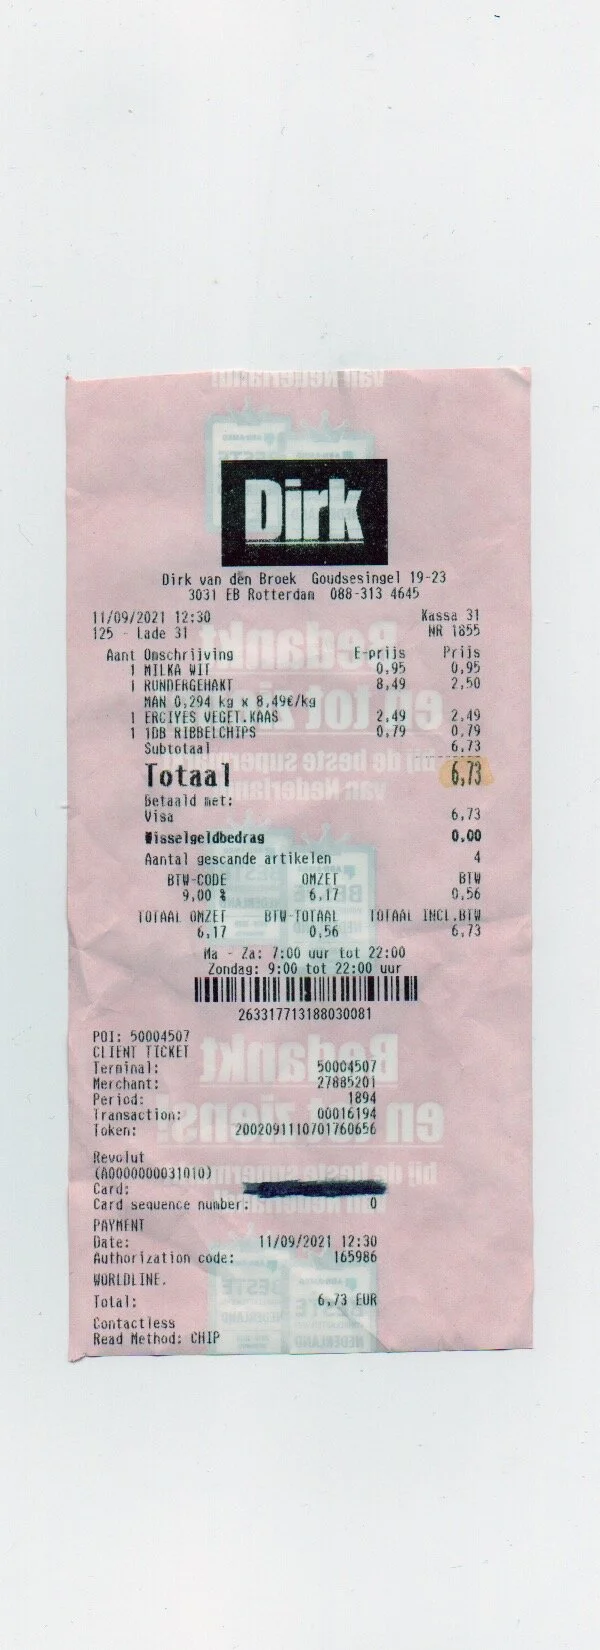 Dirk
Dirk van den Broek Goudsesingel 19-23
3031 EB Rotterdam 088-313 4645
11/09/2021 12:30 Kassa 31
125 - Lade 31 NR 1855
Aant Omschrijving E-prijs Prijs
1 MILKA WIT 0,95 0,95
1 RUNDERGEHAKT 8,49 2,50
MAN 0,294 kg x 8,49€/kg
1 ERCIYES VEGET.KAAS 2,49 2,49
1 1DB RIBBELCHIPS 0,79 0,79
Subtotaal 6,73
Totaal 6,73
Betaald met:
Visa 6,73
Wisselgeldbedrag 0,00
Aantal gescande artikelen 4
BTW-CODE OMZET BTW
9,00 % 6,17 0,56
TOTAAL OMZET BTW-TOTAAL TOTAAL INCL.BTW
6,17 0,56 6,73
Ma - Za: 7:00 uur tot 22:00
Zondag: 9:00 tot 22:00 uur
263317713188030081
POI: 50004507
CLIENT TICKET
Terminal: 50004507
Merchant: 27885201
Period: 1894
Transaction: 00016194
Token: 2002091110701760656
Revolut
(A0000000031010)
Card:
Card sequence number: 0
PAYMENT
Date: 11/09/2021 12:30
Authorization code: 165986
WORLDLINE.
Total: 6,73 EUR
Contactless
Read Method: CHIP